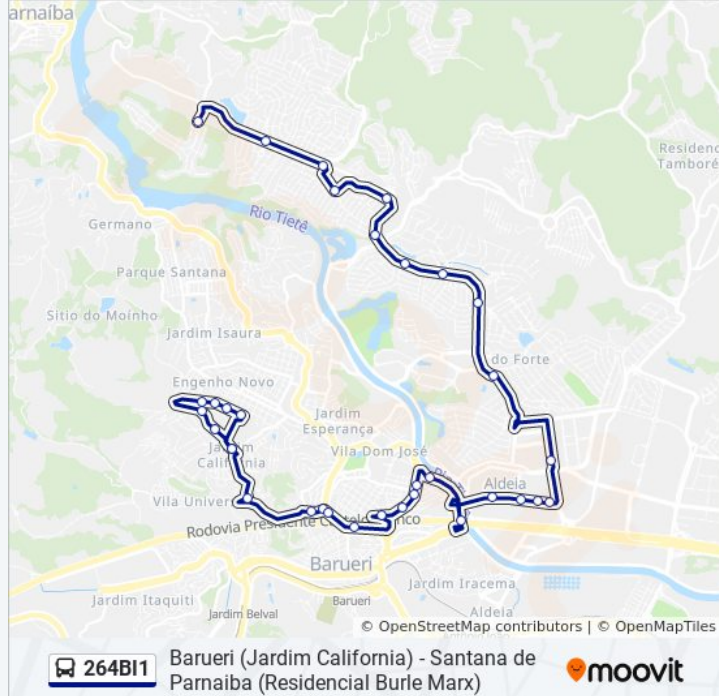 arnaíba
Residenc
Tamboré
Rio Tietê
Germano
Parque Santana
Sitio do Moinho
Jardim Isaura
do Forte
Engenho Novo
Jardim
Esperança
Jardim
California
Vila Dom José
Aldeia
Vila Univer
Rodovia Presidente Castelo Branco
Barueri
Jardim Iracema
Jardim Itaquiti
Jardim Belval
Barueri
Aldeia
© OpenStreetMap contributors | © OpenMapTiles
264BI1
Barueri (Jardim California) - Santana de
Parnaiba (Residencial Burle Marx)
moovit